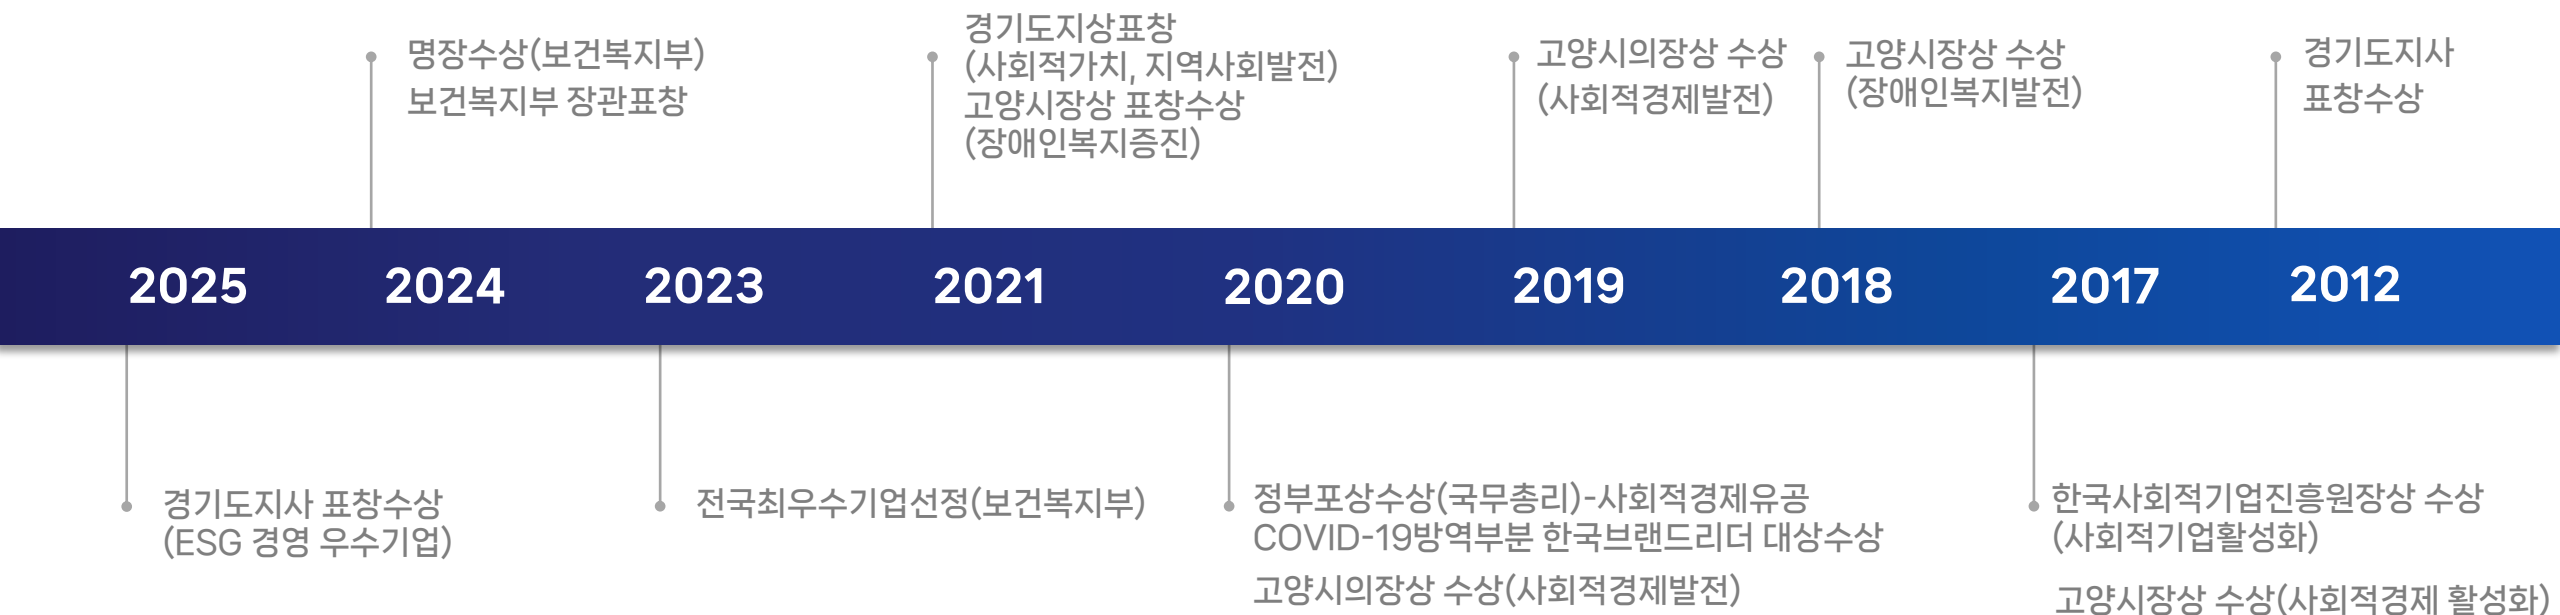 명장수상(보건복지부)
보건복지부 장관표창
경기도지상표창
(사회적가치, 지역사회발전)
고양시장상 표창수상
(장애인복지증진)
고양시의장상 수상
(사회적경제발전)
고양시장상 수상
(장애인복지발전)
경기도지사
표창수상
2025 2024 2023 2021 2020 2019 2018 2017 2012
경기도지사 표창수상
(ESG 경영 우수기업)
전국최우수기업선정(보건복지부)
정부포상수상(국무총리)-사회적경제유공
COVID-19방역부분 한국브랜드리더 대상수상
고양시의장상 수상(사회적경제발전)
한국사회적기업진흥원장상 수상
(사회적기업활성화)
고양시장상 수상(사회적경제 활성화)